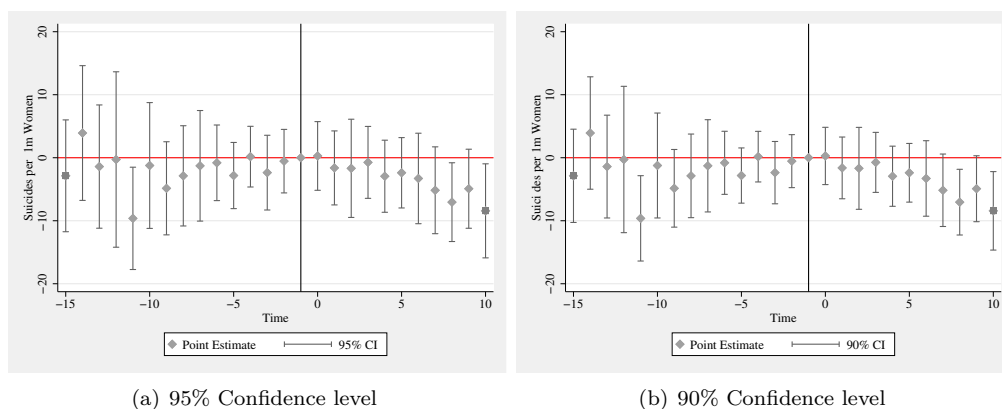 20
10
0
−10
−20
Suicides per 1m Women
−15
−10
−5
0
5
10
Time
Point Estimate
95% CI
(a) 95% Confidence level
20
10
0
−10
−20
Suici des per 1m Women
−15
−10
−5
0
5
10
Time
Point Estimate
90% CI
(b) 90% Confidence level